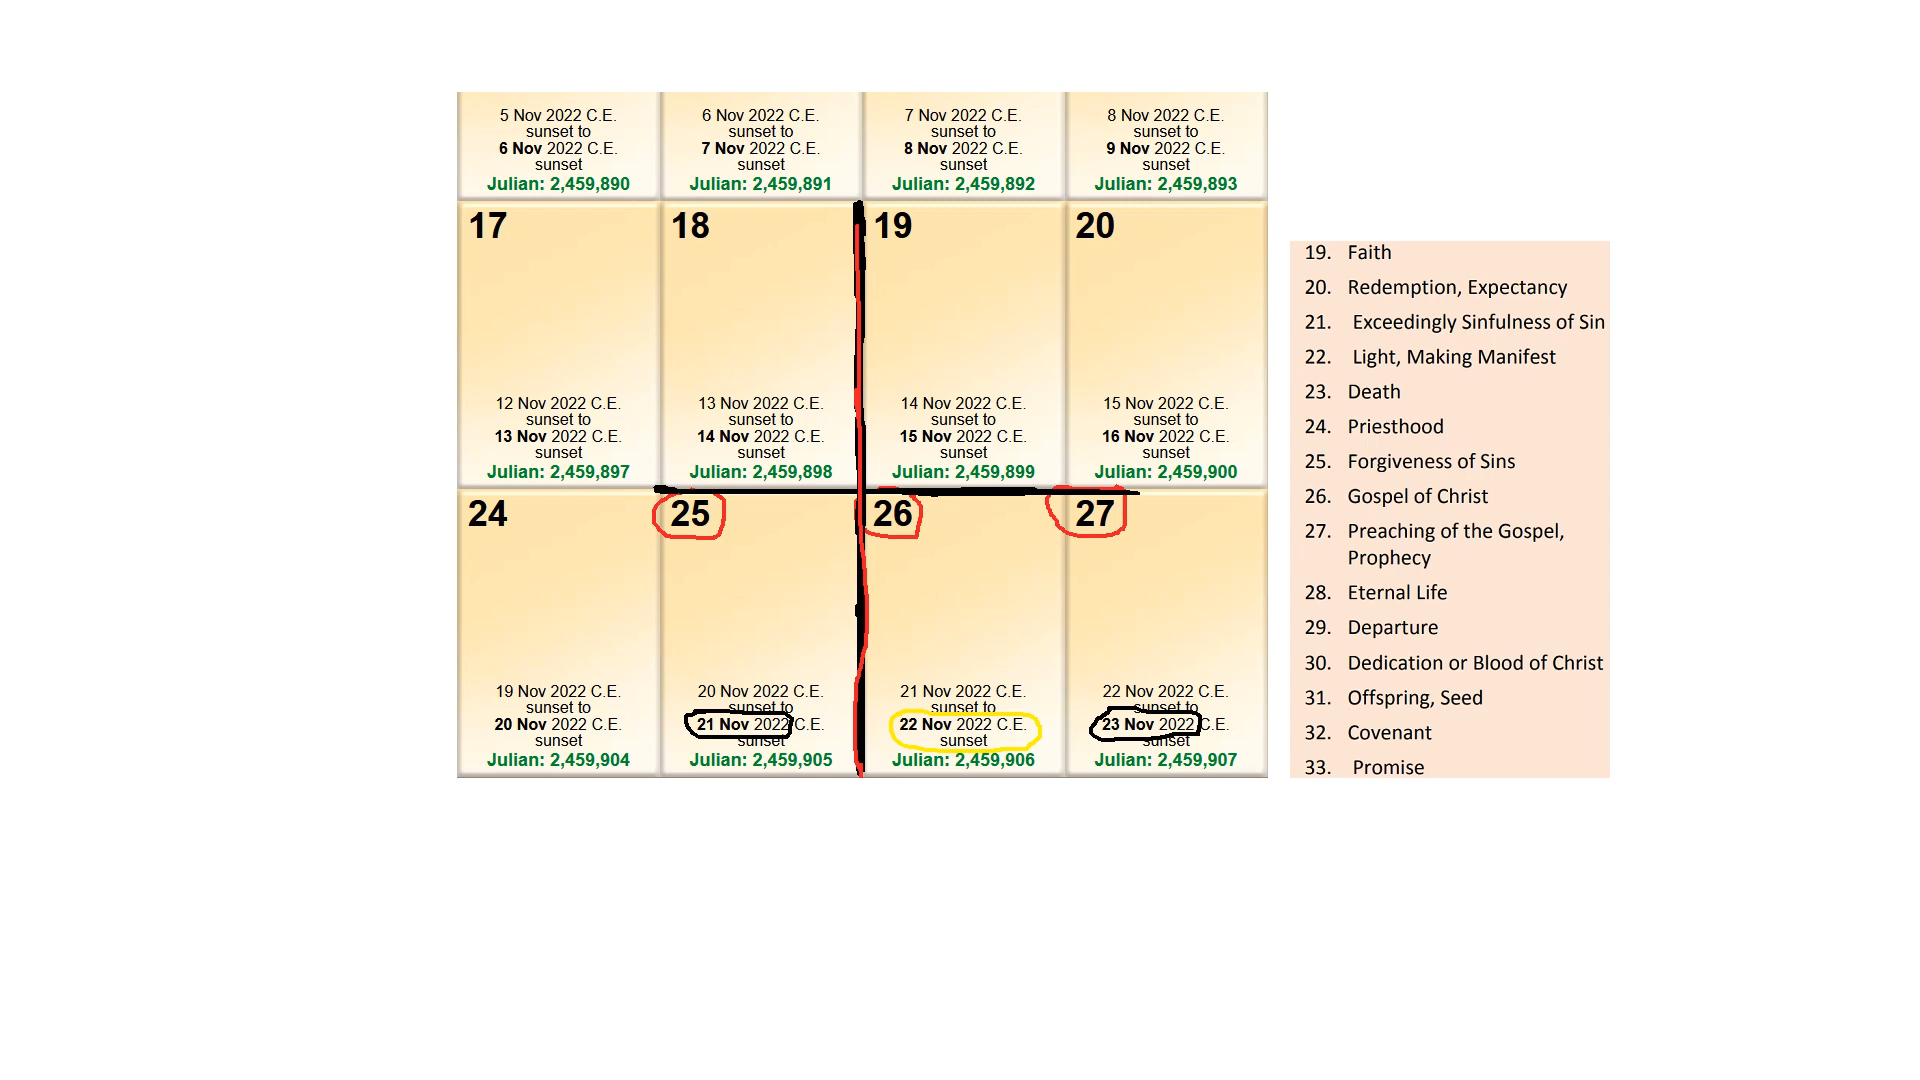 5 Nov 2022 C.E.
sunset to
6 Nov 2022 C.E.
sunset
Julian: 2,459,890
6 Nov 2022 C.E.
sunset to
7 Nov 2022 C.E.
sunset
Julian: 2,459,891
7 Nov 2022 C.E.
sunset to
8 Nov 2022 C.E.
sunset
Julian: 2,459,892
8 Nov 2022 C.E.
sunset to
9 Nov 2022 C.E.
sunset
Julian: 2,459,893
17
12 Nov 2022 C.E.
sunset to
13 Nov 2022 C.E.
sunset
Julian: 2,459,897
18
13 Nov 2022 C.E.
sunset to
14 Nov 2022 C.E.
sunset
Julian: 2,459,898
19
14 Nov 2022 C.E.
sunset to
15 Nov 2022 C.E.
sunset
Julian: 2,459,899
20
15 Nov 2022 C.E.
sunset to
16 Nov 2022 C.E.
sunset
Julian: 2,459,900
24
19 Nov 2022 C.E.
sunset to
20 Nov 2022 C.E.
sunset
Julian: 2,459,904
25
20 Nov 2022 C.E.
sunset to
21 Nov 2022 C.E.
sunset
Julian: 2,459,905
26
21 Nov 2022 C.E.
sunset to
22 Nov 2022 C.E.
sunset
Julian: 2,459,906
27
22 Nov 2022 C.E.
sunset to
23 Nov 2022 C.E.
sunset
Julian: 2,459,907
19. Faith
20. Redemption, Expectancy
21. Exceedingly Sinfulness of Sin
22. Light, Making Manifest
23. Death
24. Priesthood
25. Forgiveness of Sins
26. Gospel of Christ
27. Preaching of the Gospel,
Prophecy
28. Eternal Life
29. Departure
30. Dedication or Blood of Christ
31. Offspring, Seed
32. Covenant
33. Promise